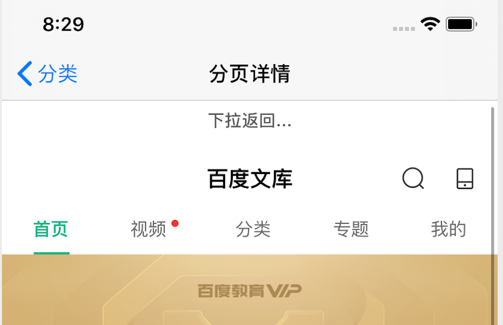 8:29
分类 分页详情
下拉返回...
百度文库
首页 视频 分类 专题 我的
百度教育VIP